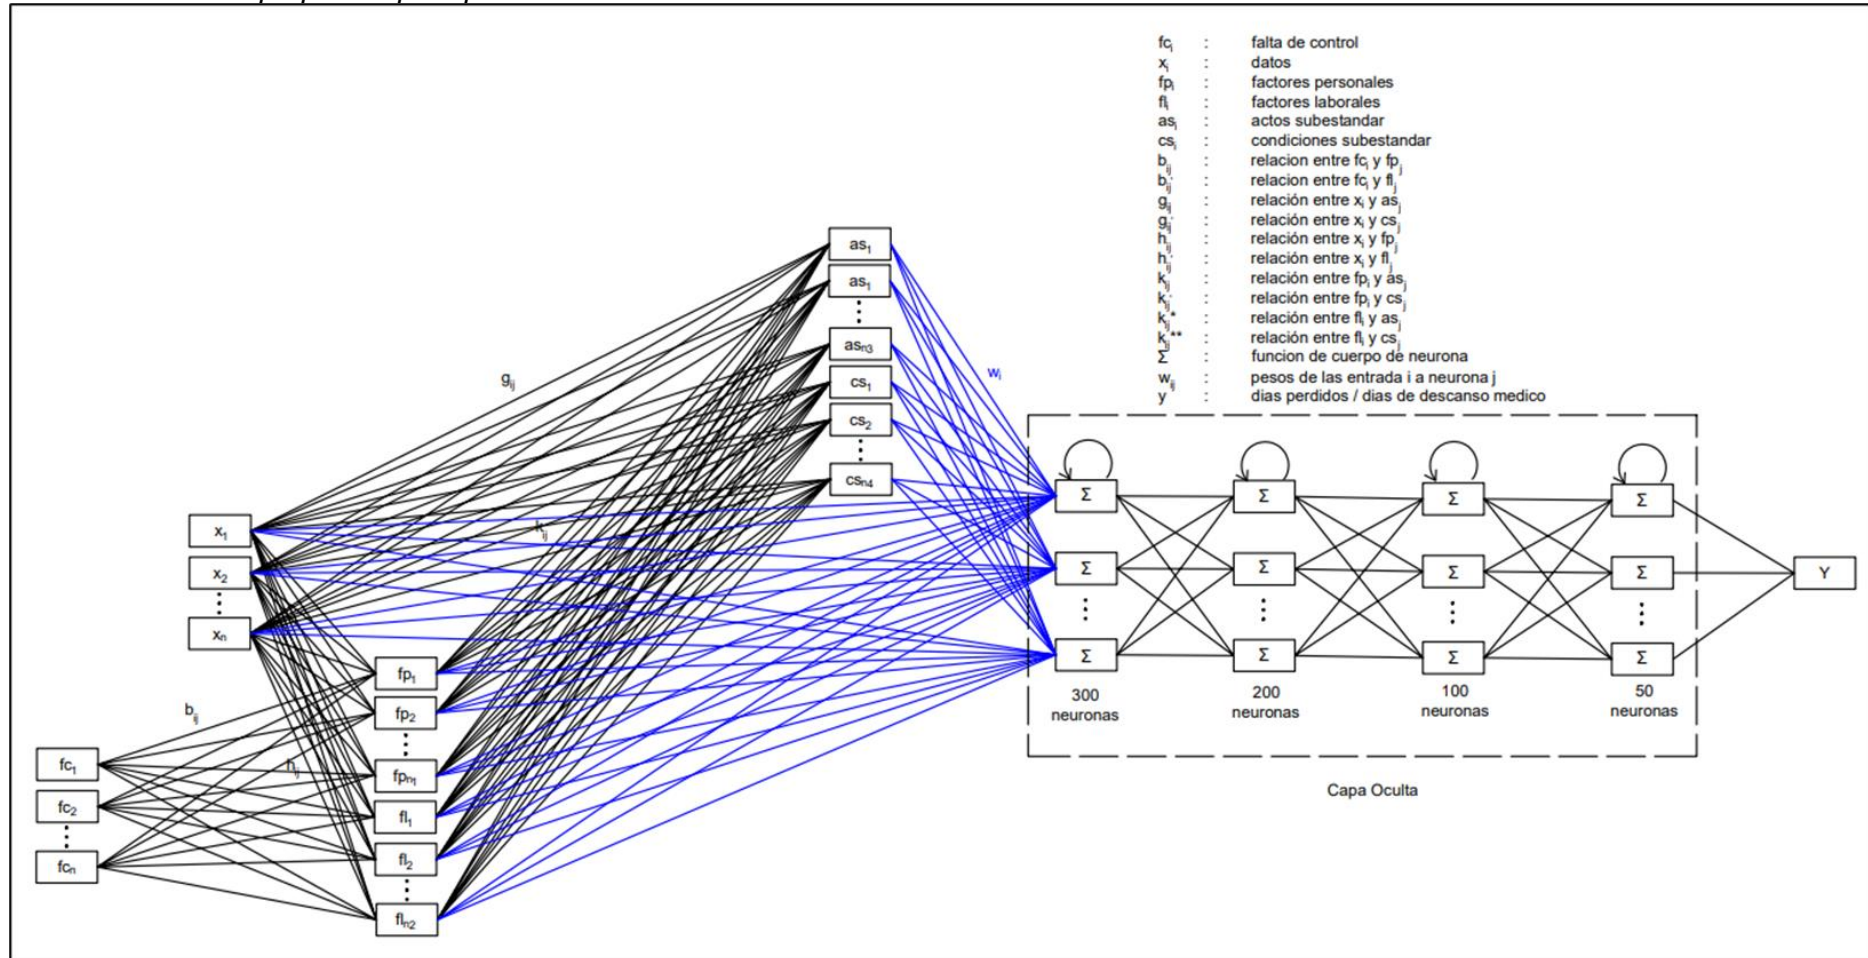 fcᵢ : falta de control
xᵢ : datos
fpᵢ : factores personales
flᵢ : factores laborales
asᵢ : actos subestandar
csᵢ : condiciones subestandar
bᵢⱼ : relacion entre fcᵢ y fpⱼ
bᵢⱼ' : relacion entre fcᵢ y flⱼ
gᵢⱼ : relación entre xᵢ y asⱼ
gᵢⱼ' : relación entre xᵢ y csⱼ
hᵢⱼ : relación entre xᵢ y fpⱼ
hᵢⱼ' : relación entre xᵢ y flⱼ
kᵢⱼ : relación entre fpᵢ y asⱼ
kᵢⱼ' : relación entre fpᵢ y csⱼ
kᵢⱼ* : relación entre flᵢ y asⱼ
kᵢⱼ** : relación entre flᵢ y csⱼ
Σ : funcion de cuerpo de neurona
wᵢⱼ : pesos de las entrada i a neurona j
y : dias perdidos / dias de descanso medico
as₁
as₁
asₙ₃
cs₁
cs₂
csₙ₄
gᵢⱼ
wᵢ
kᵢⱼ
x₁
x₂
xₙ
fp₁
fp₂
fpₙ₁
fl₁
fl₂
flₙ₂
bᵢⱼ
hᵢⱼ
fc₁
fc₂
fcₙ
Σ Σ Σ Σ
Σ Σ Σ Σ
Y
Σ Σ Σ Σ
300 200 100 50
neuronas neuronas neuronas neuronas
Capa Oculta